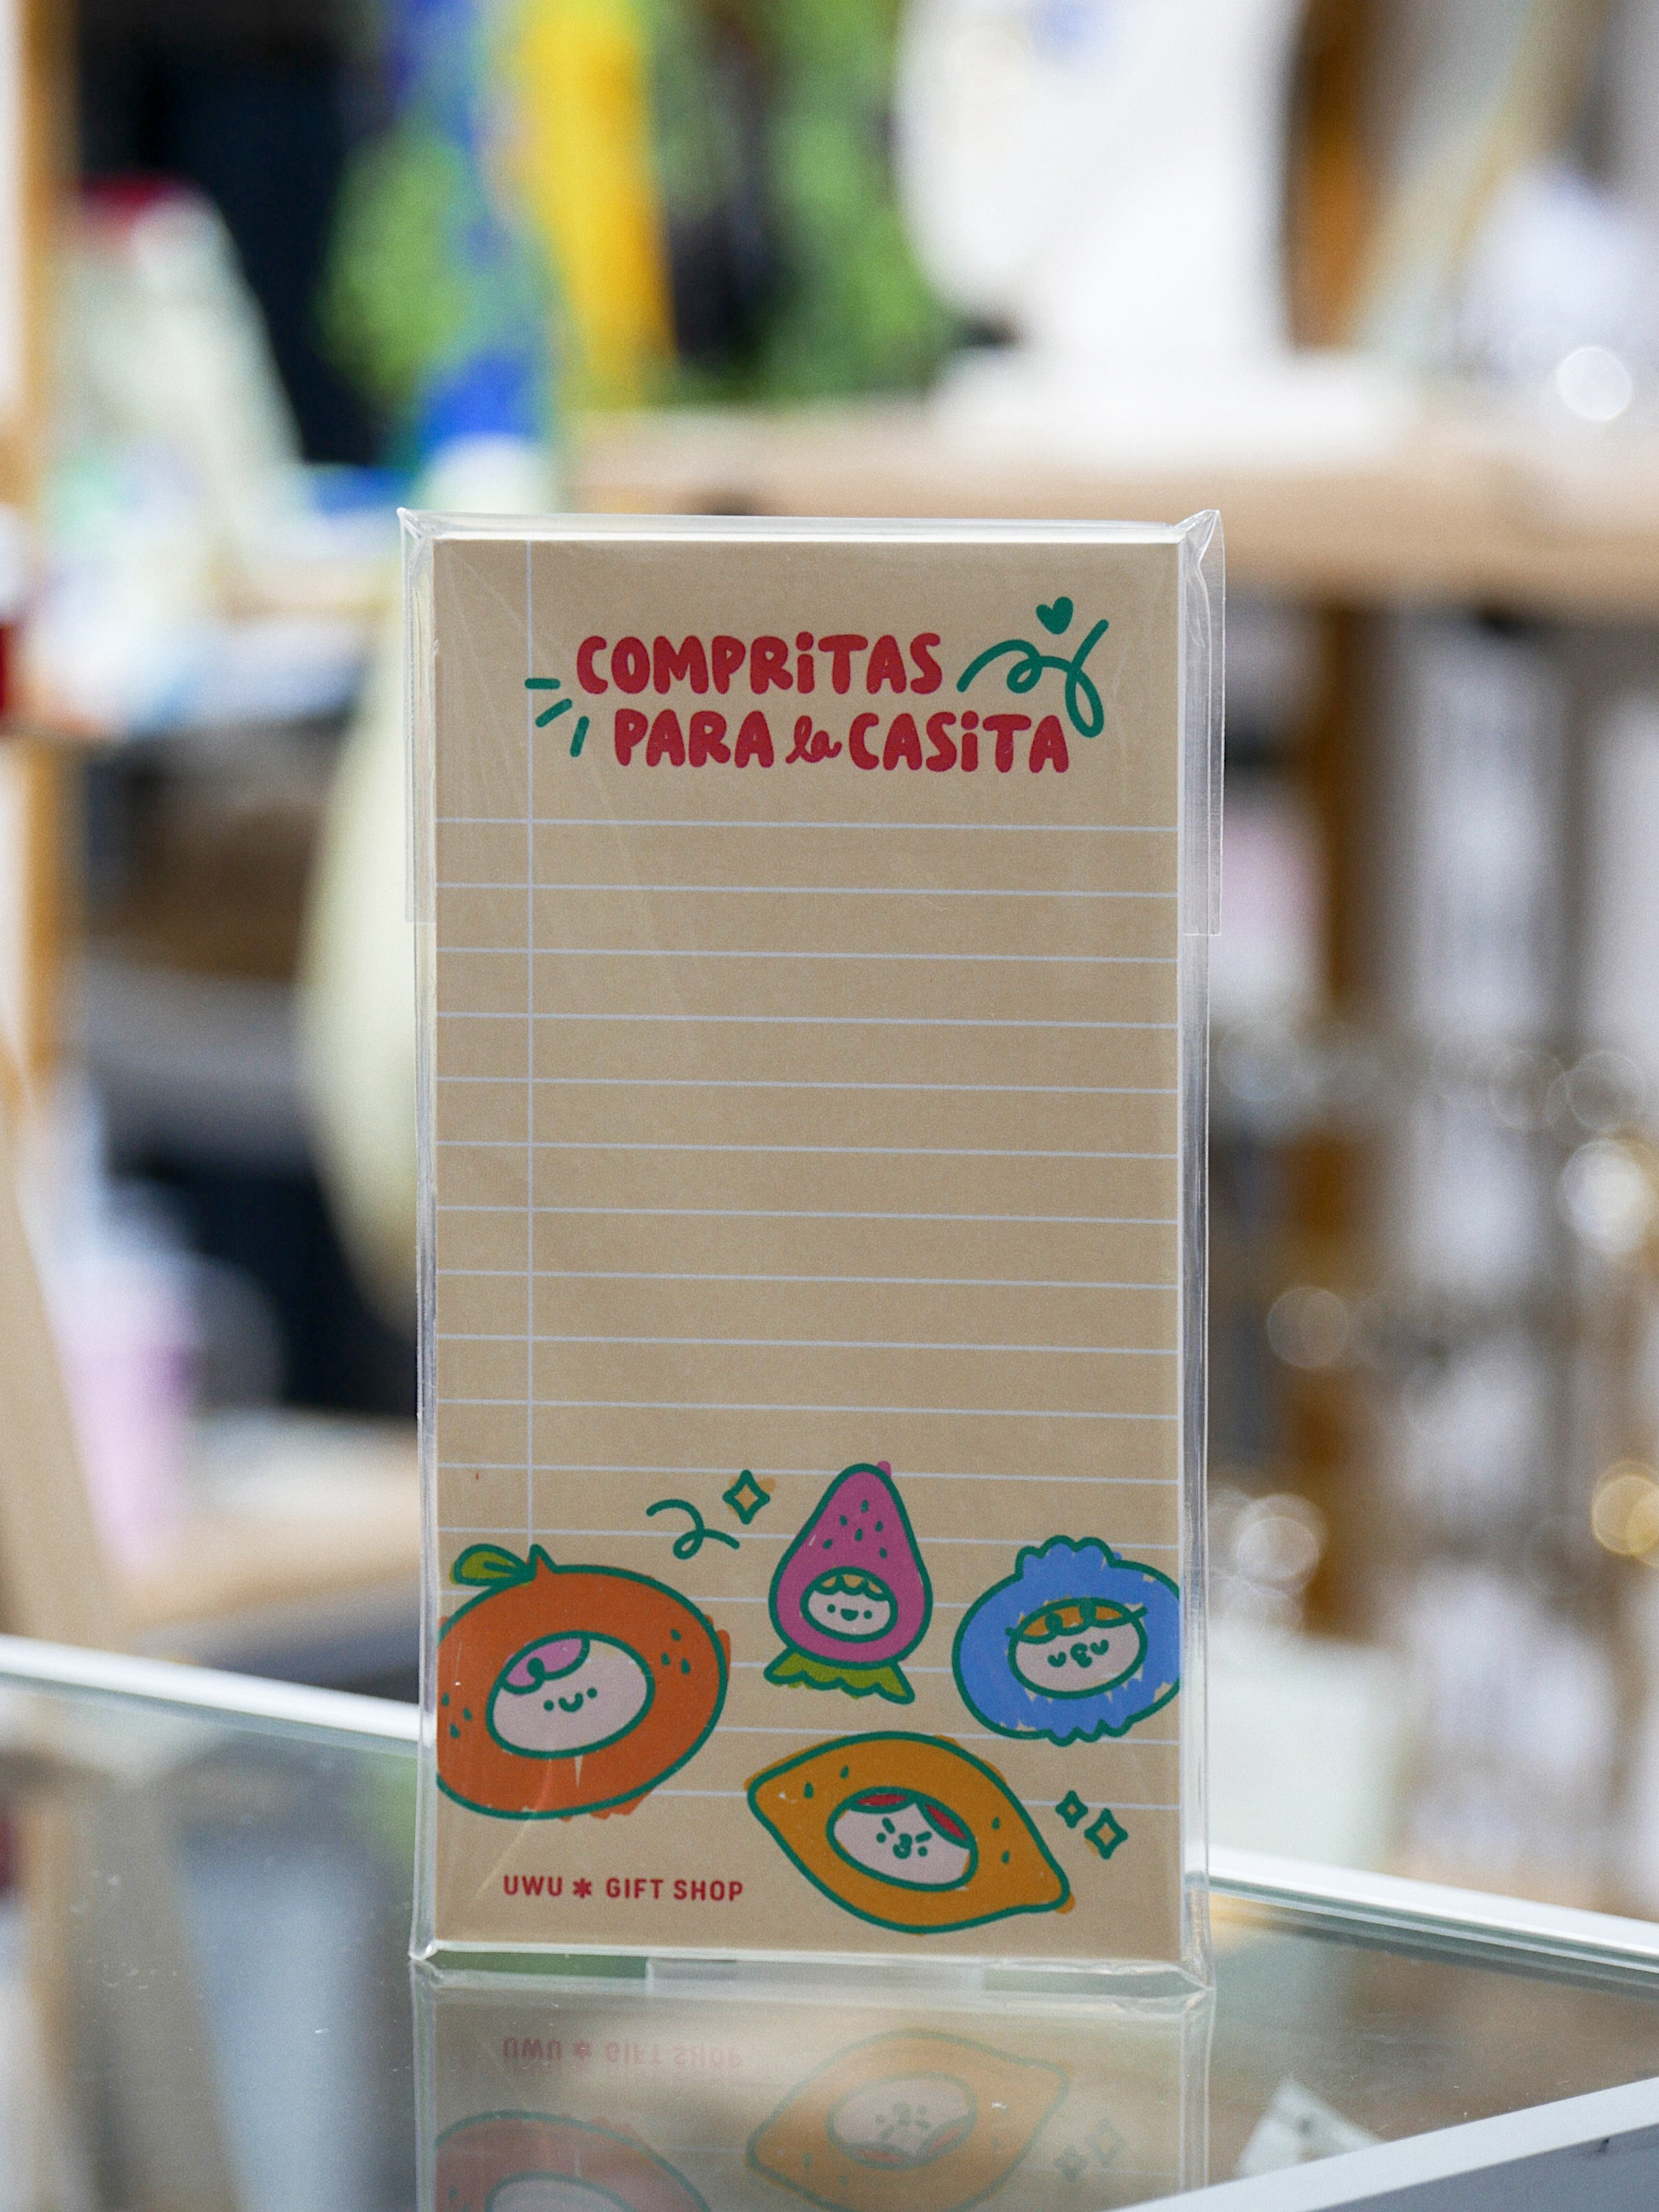 COMPRiTAS
PARA la CASiTA
UWU * GIFT SHOP